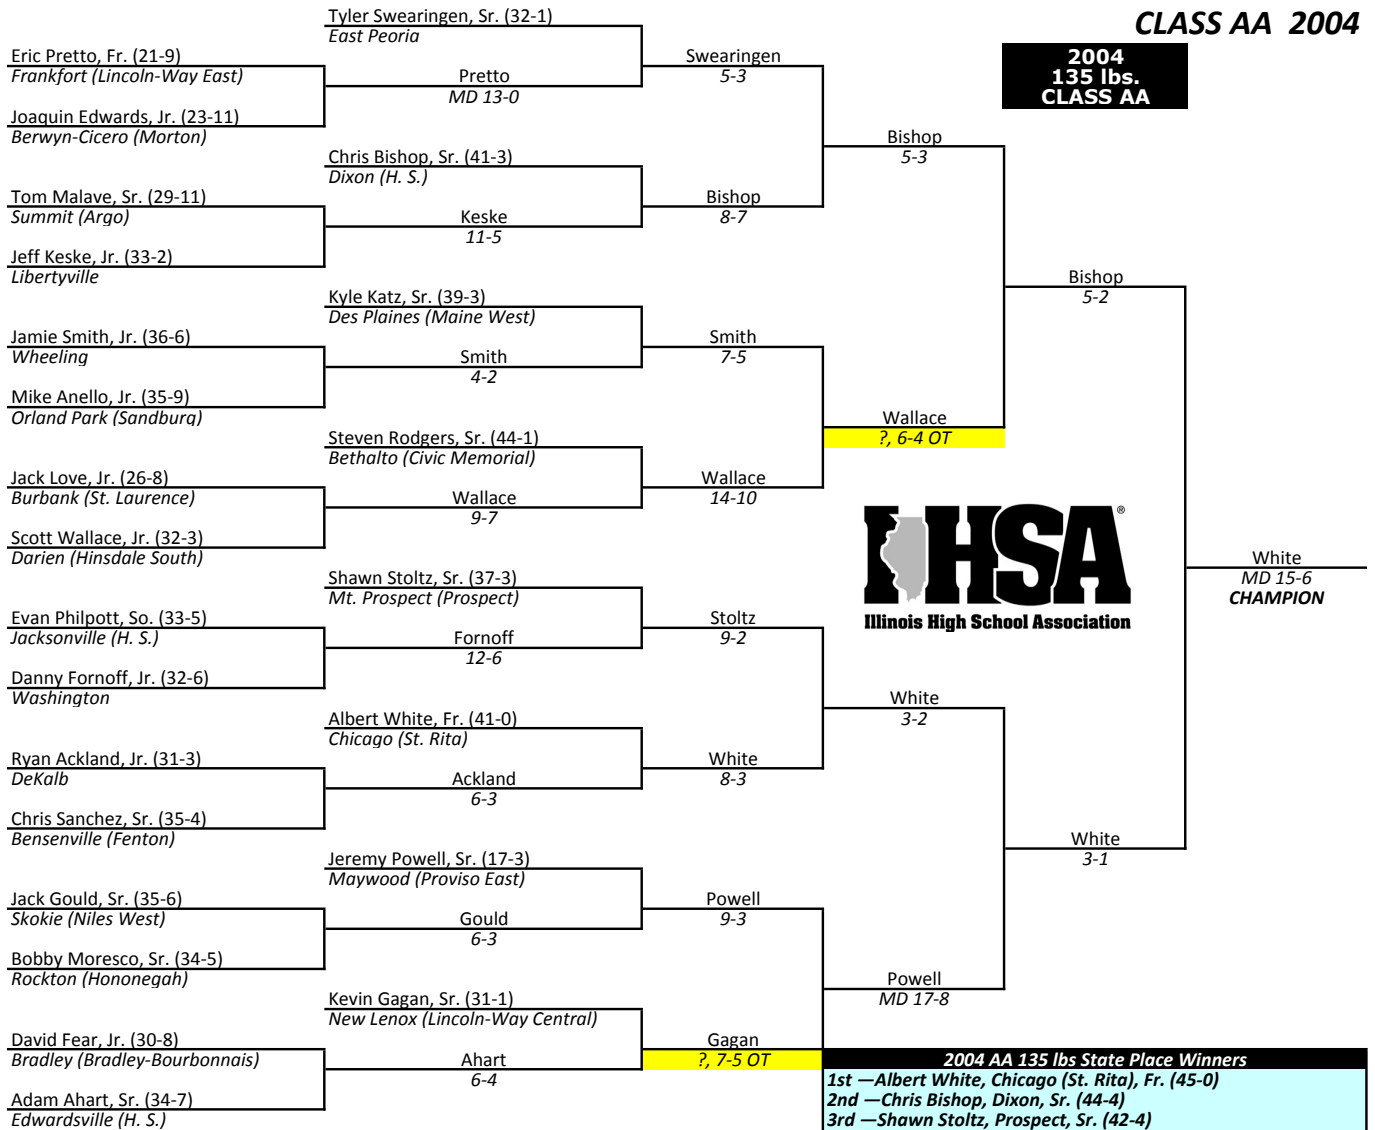 CLASS AA 2004
2004
135 lbs.
CLASS AA
Eric Pretto, Fr. (21-9)
Frankfort (Lincoln-Way East)
Joaquin Edwards, Jr. (23-11)
Berwyn-Cicero (Morton)
Tom Malave, Sr. (29-11)
Summit (Argo)
Jeff Keske, Jr. (33-2)
Libertyville
Jamie Smith, Jr. (36-6)
Wheeling
Mike Anello, Jr. (35-9)
Orland Park (Sandburg)
Jack Love, Jr. (26-8)
Burbank (St. Laurence)
Scott Wallace, Jr. (32-3)
Darien (Hinsdale South)
Evan Philpott, So. (33-5)
Jacksonville (H. S.)
Danny Fornoff, Jr. (32-6)
Washington
Ryan Ackland, Jr. (31-3)
DeKalb
Chris Sanchez, Sr. (35-4)
Bensenville (Fenton)
Jack Gould, Sr. (35-6)
Skokie (Niles West)
Bobby Moresco, Sr. (34-5)
Rockton (Hononegah)
David Fear, Jr. (30-8)
Bradley (Bradley-Bourbonnais)
Adam Ahart, Sr. (34-7)
Edwardsville (H. S.)
Tyler Swearingen, Sr. (32-1)
East Peoria
Pretto
MD 13-0
Chris Bishop, Sr. (41-3)
Dixon (H. S.)
Keske
11-5
Kyle Katz, Sr. (39-3)
Des Plaines (Maine West)
Smith
4-2
Steven Rodgers, Sr. (44-1)
Bethalto (Civic Memorial)
Wallace
9-7
Shawn Stoltz, Sr. (37-3)
Mt. Prospect (Prospect)
Fornoff
12-6
Albert White, Fr. (41-0)
Chicago (St. Rita)
Ackland
6-3
Jeremy Powell, Sr. (17-3)
Maywood (Proviso East)
Gould
6-3
Kevin Gagan, Sr. (31-1)
New Lenox (Lincoln-Way Central)
Ahart
6-4
Swearingen
5-3
Bishop
8-7
Smith
7-5
Wallace
14-10
Stoltz
9-2
White
8-3
Powell
9-3
Gagan
?, 7-5 OT
Bishop
5-3
Wallace
?, 6-4 OT
White
3-2
Powell
MD 17-8
Bishop
5-2
White
3-1
White
MD 15-6
CHAMPION
IHSA®
Illinois High School Association
2004 AA 135 lbs State Place Winners
1st —Albert White, Chicago (St. Rita), Fr. (45-0)
2nd —Chris Bishop, Dixon, Sr. (44-4)
3rd —Shawn Stoltz, Prospect, Sr. (42-4)